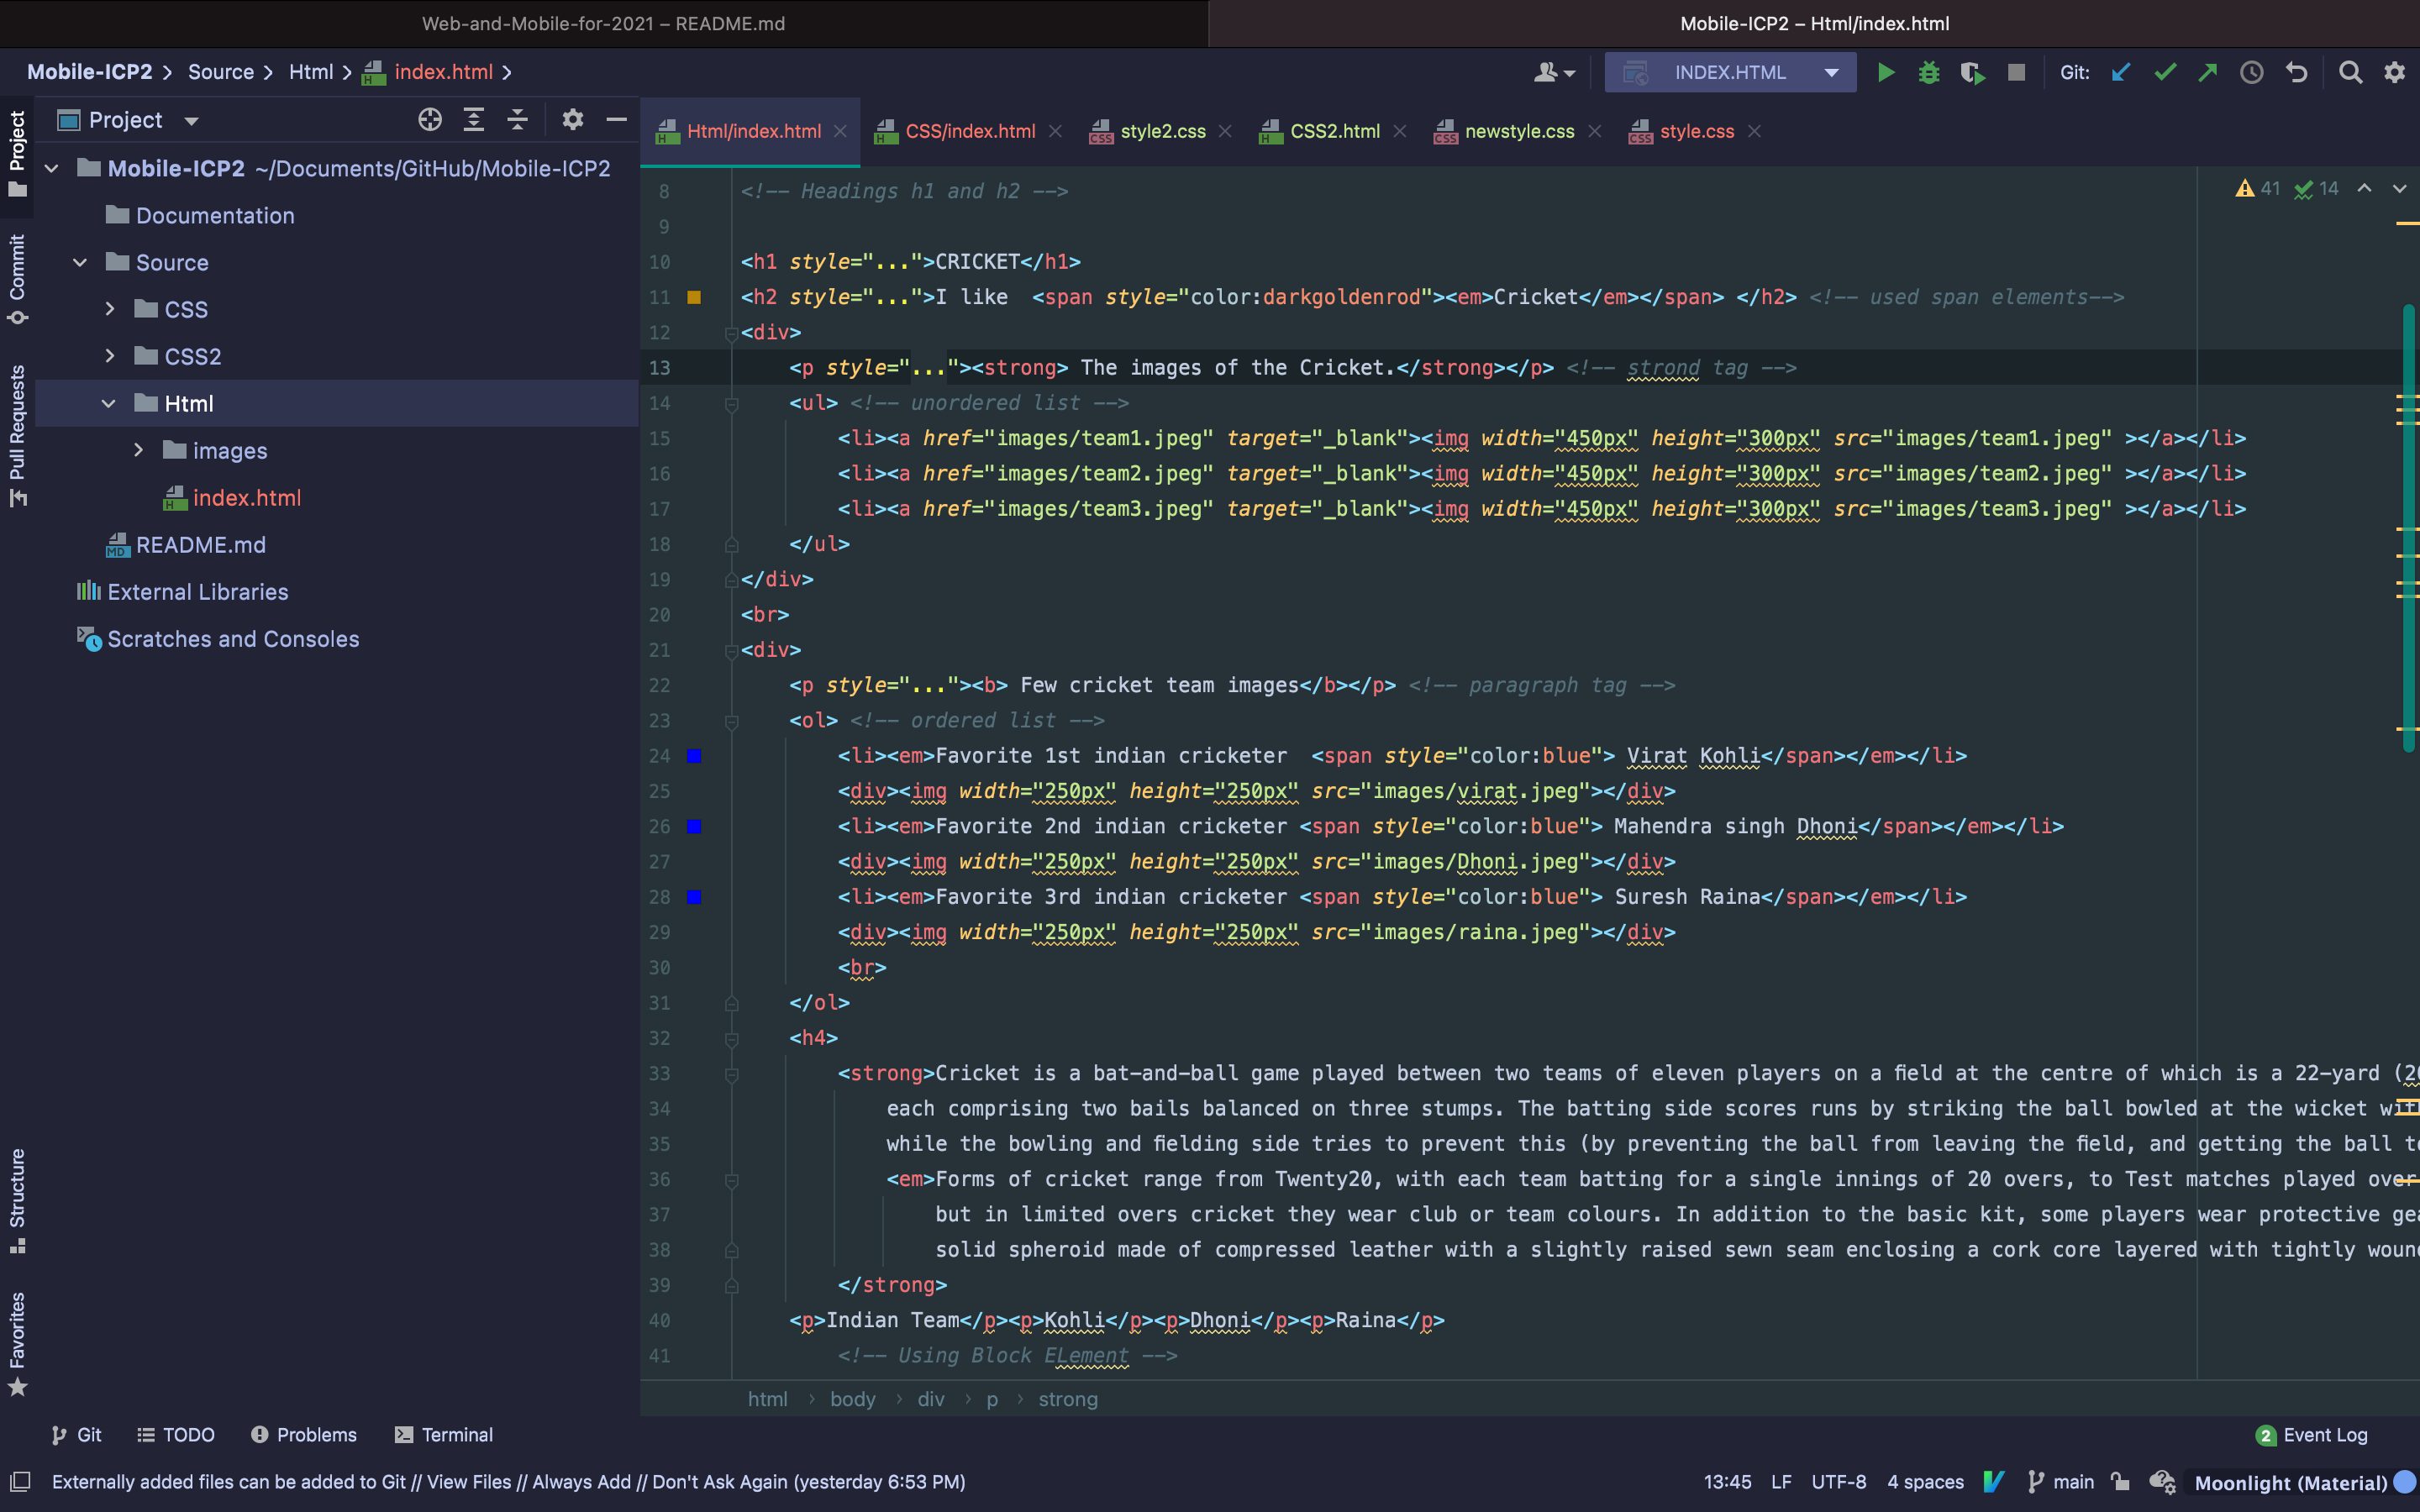 Web-and-Mobile-for-2021 – README.md
Mobile-ICP2 – Html/index.html
Mobile-ICP2 Source Html index.html
INDEX.HTML
Git:
Project
Html/index.html
CSS/index.html
style2.css
CSS2.html
newstyle.css
style.css
Project
Commit
Pull Requests
Structure
Favorites
Mobile-ICP2 ~/Documents/GitHub/Mobile-ICP2
Documentation
Source
CSS
CSS2
Html
images
index.html
README.md
External Libraries
Scratches and Consoles
41 14
8 <!-- Headings h1 and h2 -->
9
10 <h1 style="...">CRICKET</h1>
11 <h2 style="...">I like  <span style="color:darkgoldenrod"><em>Cricket</em></span> </h2> <!-- used span elements-->
12 <div>
13 <p style="..."><strong> The images of the Cricket.</strong></p> <!-- strond tag -->
14 <ul> <!-- unordered list -->
15 <li><a href="images/team1.jpeg" target="_blank"><img width="450px" height="300px" src="images/team1.jpeg" ></a></li>
16 <li><a href="images/team2.jpeg" target="_blank"><img width="450px" height="300px" src="images/team2.jpeg" ></a></li>
17 <li><a href="images/team3.jpeg" target="_blank"><img width="450px" height="300px" src="images/team3.jpeg" ></a></li>
18 </ul>
19 </div>
20 <br>
21 <div>
22 <p style="..."><b> Few cricket team images</b></p> <!-- paragraph tag -->
23 <ol> <!-- ordered list -->
24 <li><em>Favorite 1st indian cricketer  <span style="color:blue"> Virat Kohli</span></em></li>
25 <div><img width="250px" height="250px" src="images/virat.jpeg"></div>
26 <li><em>Favorite 2nd indian cricketer <span style="color:blue"> Mahendra singh Dhoni</span></em></li>
27 <div><img width="250px" height="250px" src="images/Dhoni.jpeg"></div>
28 <li><em>Favorite 3rd indian cricketer <span style="color:blue"> Suresh Raina</span></em></li>
29 <div><img width="250px" height="250px" src="images/raina.jpeg"></div>
30 <br>
31 </ol>
32 <h4>
33 <strong>Cricket is a bat-and-ball game played between two teams of eleven players on a field at the centre of which is a 22-yard
34 each comprising two bails balanced on three stumps. The batting side scores runs by striking the ball bowled at the wicket
35 while the bowling and fielding side tries to prevent this (by preventing the ball from leaving the field, and getting the ball
36 <em>Forms of cricket range from Twenty20, with each team batting for a single innings of 20 overs, to Test matches played over
37 but in limited overs cricket they wear club or team colours. In addition to the basic kit, some players wear protective
38 solid spheroid made of compressed leather with a slightly raised sewn seam enclosing a cork core layered with tightly
39 </strong>
40 <p>Indian Team</p><p>Kohli</p><p>Dhoni</p><p>Raina</p>
41 <!-- Using Block ELement -->
html body div p strong
Git TODO Problems Terminal
2 Event Log
Externally added files can be added to Git // View Files // Always Add // Don't Ask Again (yesterday 6:53 PM)
13:45 LF UTF-8 4 spaces main Moonlight (Material)